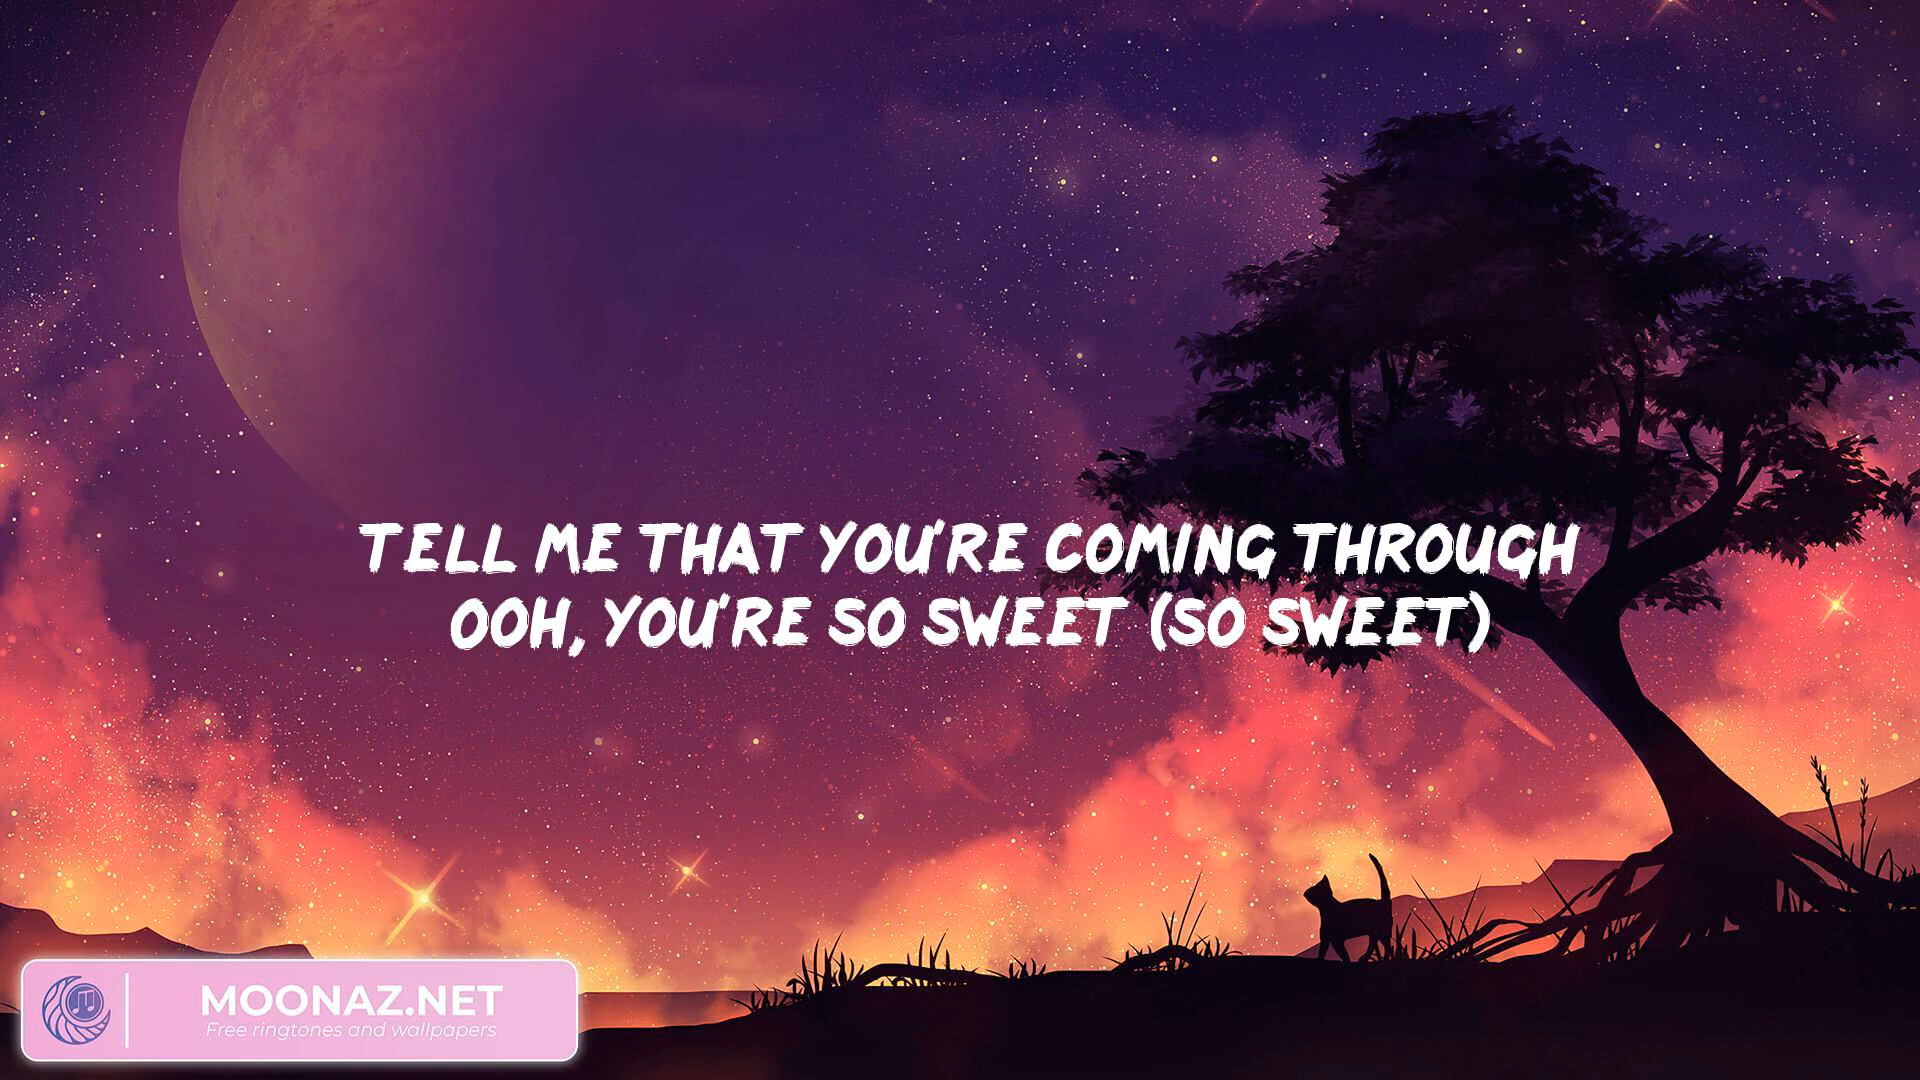 TELL ME THAT YOU'RE COMING THROUGH
OOH, YOU'RE SO SWEET (SO SWEET)
MOONAZ.NET
Free ringtones and wallpapers